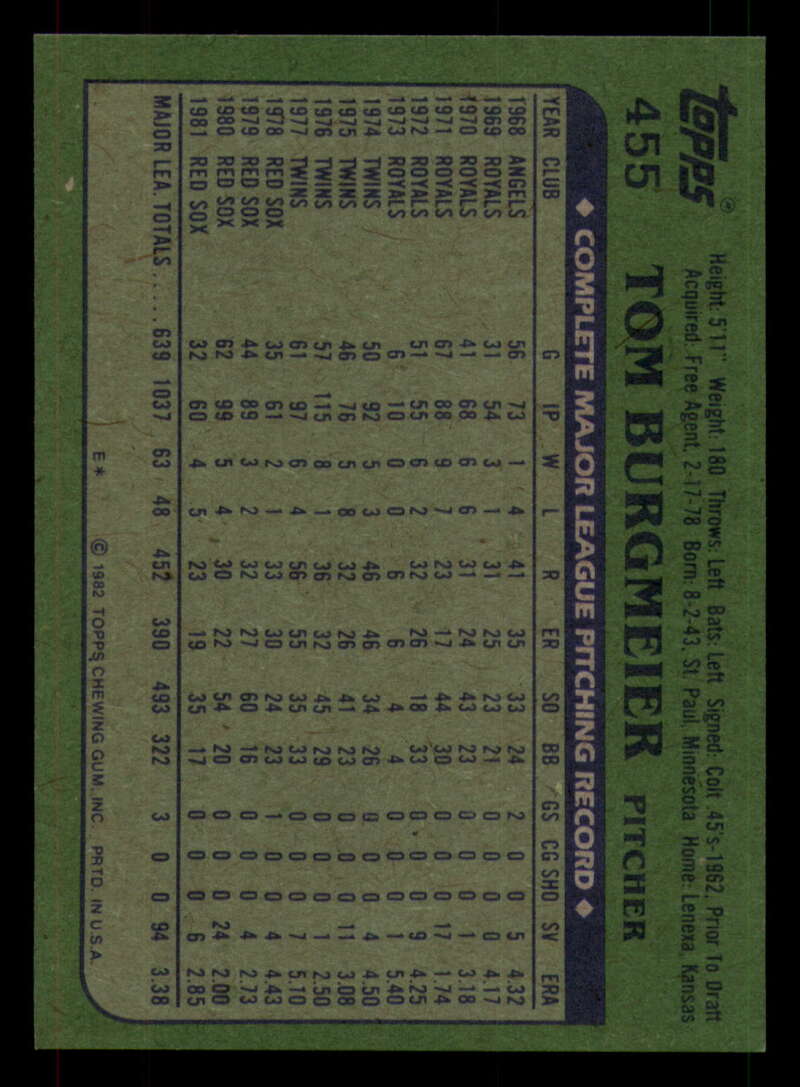 Topps®
Height: 5'11" Weight: 180 Throws: Left Bats: Left Signed: Colt .45's-1962, Prior To Draft
Acquired: Free Agent, 2-17-78 Born: 8-2-43, St. Paul, Minnesota Home: Lenexa, Kansas
455 TOM BURGMEIER PITCHER
◆ COMPLETE MAJOR LEAGUE PITCHING RECORD ◆
YEAR CLUB G IP W L R ER SO BB GS CG SHO SV ERA
1968 ANGELS 56 73 1 4 41 35 33 24 2 0 0 5 4.32
1969 ROYALS 31 54 3 1 31 25 23 21 0 0 0 0 4.17
1970 ROYALS 41 68 6 6 31 24 43 23 0 0 0 1 3.18
1971 ROYALS 67 88 9 7 23 17 44 30 0 0 0 17 1.74
1972 ROYALS 51 55 6 2 32 26 18 33 0 0 0 9 4.25
1973 ROYALS 6 10 0 0 6 6 4 4 0 0 0 1 5.40
1974 TWINS 50 92 5 3 46 46 34 26 0 0 0 4 4.50
1975 TWINS 46 76 5 8 32 26 41 23 0 0 0 11 3.08
1976 TWINS 57 115 8 1 36 32 45 29 0 0 0 1 2.50
1977 TWINS 61 97 6 4 56 55 35 33 0 0 0 7 5.10
1978 RED SOX 35 61 2 1 33 30 24 23 1 0 0 4 4.43
1979 RED SOX 44 89 3 2 32 27 60 16 0 0 0 4 2.73
1980 RED SOX 62 99 5 4 30 22 54 20 0 0 0 24 2.00
1981 RED SOX 32 60 4 5 23 19 35 17 0 0 0 6 2.85
MAJOR LEA. TOTALS..... 639 1037 63 48 452 390 493 322 3 0 0 94 3.38
E* © 1982 TOPPS CHEWING GUM, INC. PRTD. IN U.S.A.